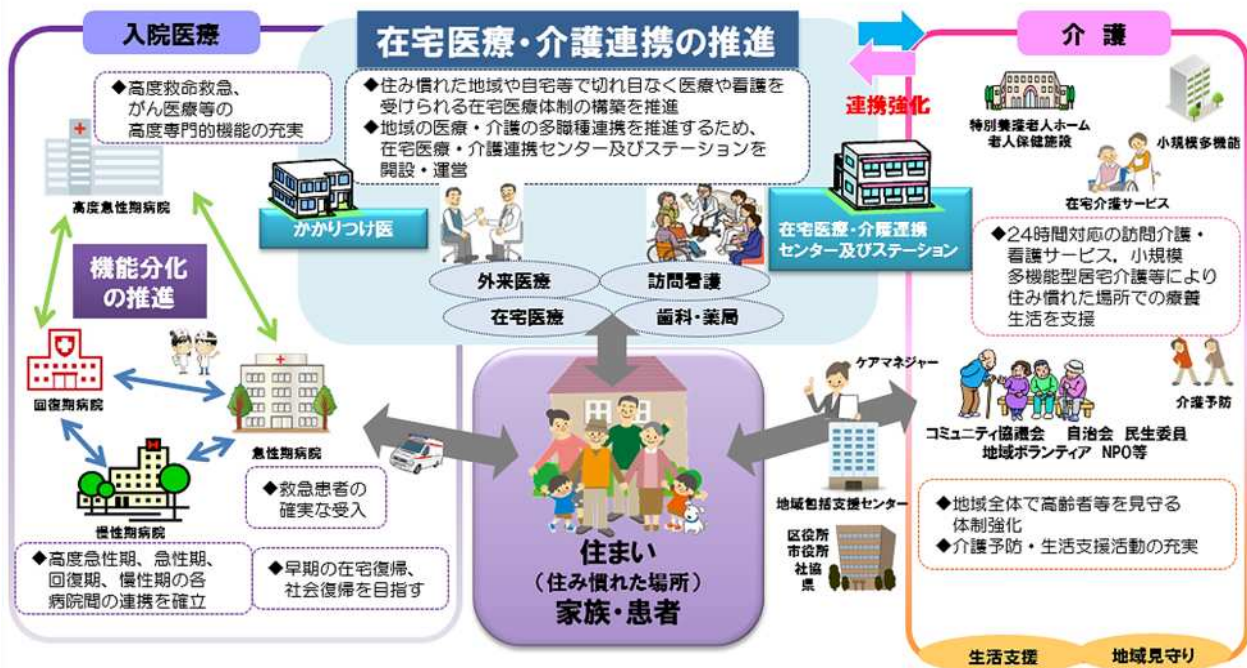 入院医療
◆高度救命救急、
がん医療等の
高度専門的機能の充実
高度急性期病院
機能分化
の推進
回復期病院
急性期病院
慢性期病院
◆救急患者の
確実な受入
◆高度急性期、急性期、
回復期、慢性期の各
病院間の連携を確立
◆早期の在宅復帰、
社会復帰を目指す
在宅医療・介護連携の推進
◆住み慣れた地域や自宅等で切れ目なく医療や看護を
受けられる在宅医療体制の構築を推進
◆地域の医療・介護の多職種連携を推進するため、
在宅医療・介護連携センター及びステーションを
開設・運営
かかりつけ医
在宅医療・介護連携
センター及びステーション
外来医療
訪問看護
在宅医療
歯科・薬局
住まい
（住み慣れた場所）
家族・患者
連携強化
ケアマネジャー
地域包括支援センター
区役所
市役所
社協
県
介 護
特別養護老人ホーム
老人保健施設
小規模多機能
在宅介護サービス
◆24時間対応の訪問介護・
看護サービス，小規模
多機能型居宅介護等により
住み慣れた場所での療養
生活を支援
介護予防
コミュニティ協議会 自治会 民生委員
地域ボランティア NPO等
◆地域全体で高齢者等を見守る
体制強化
◆介護予防・生活支援活動の充実
生活支援
地域見守り